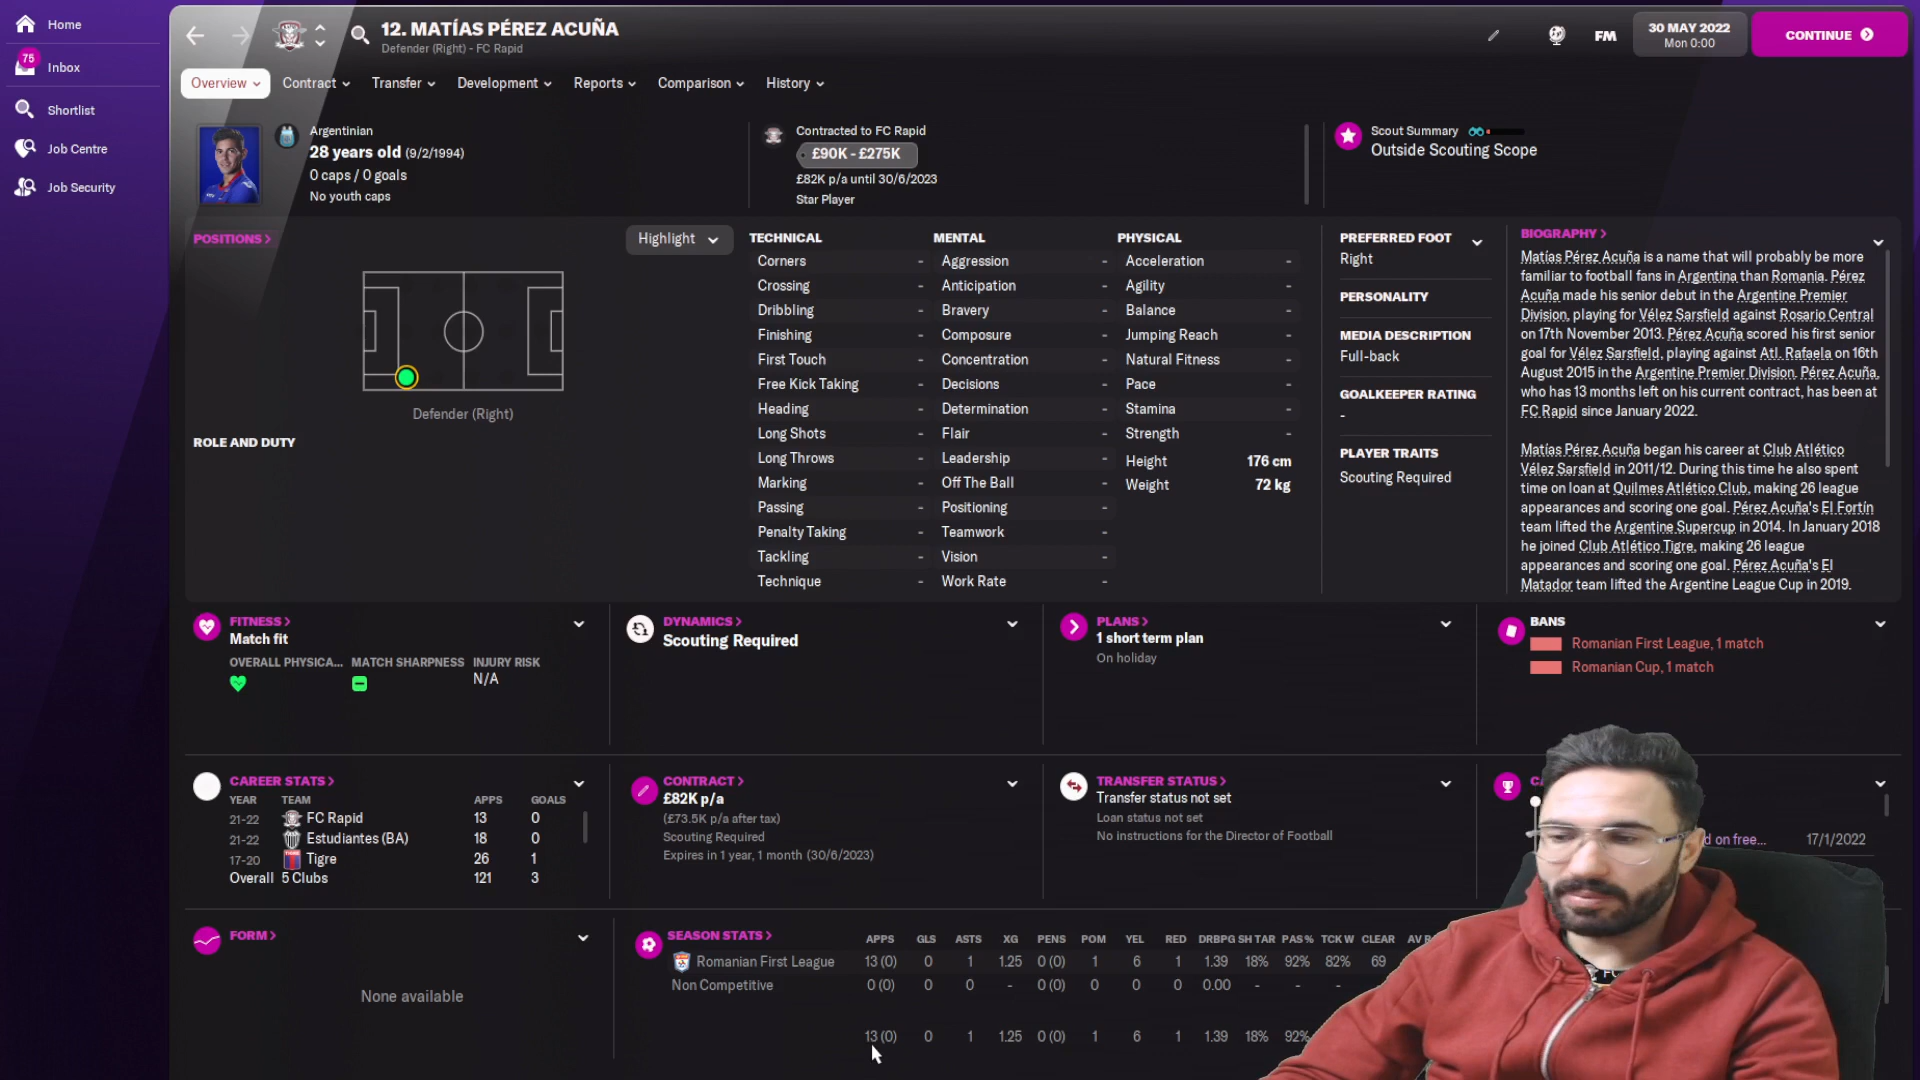 Home
75
Inbox
Shortlist
Job Centre
Job Security
12. MATÍAS PÉREZ ACUÑA
Defender (Right) - FC Rapid
FM
30 MAY 2022
Mon 0:00
CONTINUE
Overview
Contract
Transfer
Development
Reports
Comparison
History
Argentinian
28 years old (9/2/1994)
0 caps / 0 goals
No youth caps
Contracted to FC Rapid
£90K - £275K
£82K p/a until 30/6/2023
Star Player
Scout Summary
Outside Scouting Scope
POSITIONS >
Highlight
Defender (Right)
ROLE AND DUTY
TECHNICAL
Corners -
Crossing -
Dribbling -
Finishing -
First Touch -
Free Kick Taking -
Heading -
Long Shots -
Long Throws -
Marking -
Passing -
Penalty Taking -
Tackling -
Technique -
MENTAL
Aggression -
Anticipation -
Bravery -
Composure -
Concentration -
Decisions -
Determination -
Flair -
Leadership -
Off The Ball -
Positioning -
Teamwork -
Vision -
Work Rate -
PHYSICAL
Acceleration -
Agility -
Balance -
Jumping Reach -
Natural Fitness -
Pace -
Stamina -
Strength -
Height 176 cm
Weight 72 kg
PREFERRED FOOT
Right
PERSONALITY
MEDIA DESCRIPTION
Full-back
GOALKEEPER RATING
-
PLAYER TRAITS
Scouting Required
BIOGRAPHY >
Matías Pérez Acuña is a name that will probably be more
familiar to football fans in Argentina than Romania. Pérez
Acuña made his senior debut in the Argentine Premier
Division, playing for Vélez Sarsfield against Rosario Central
on 17th November 2013. Pérez Acuña scored his first senior
goal for Vélez Sarsfield, playing against Atl. Rafaela on 16th
August 2015 in the Argentine Premier Division. Pérez Acuña,
who has 13 months left on his current contract, has been at
FC Rapid since January 2022.
Matías Pérez Acuña began his career at Club Atlético
Vélez Sarsfield in 2011/12. During this time he also spent
time on loan at Quilmes Atlético Club, making 26 league
appearances and scoring one goal. Pérez Acuña's El Fortín
team lifted the Argentine Supercup in 2014. In January 2018
he joined Club Atlético Tigre, making 26 league
appearances and scoring one goal. Pérez Acuña's El
Matador team lifted the Argentine League Cup in 2019.
FITNESS >
Match fit
OVERALL PHYSICA... MATCH SHARPNESS INJURY RISK
N/A
DYNAMICS >
Scouting Required
PLANS >
1 short term plan
On holiday
BANS
Romanian First League, 1 match
Romanian Cup, 1 match
CAREER STATS >
YEAR TEAM APPS GOALS
21-22 FC Rapid 13 0
21-22 Estudiantes (BA) 18 0
17-20 Tigre 26 1
Overall 5 Clubs 121 3
CONTRACT >
£82K p/a
(£73.5K p/a after tax)
Scouting Required
Expires in 1 year, 1 month (30/6/2023)
TRANSFER STATUS >
Transfer status not set
Loan status not set
No instructions for the Director of Football
on free... 17/1/2022
FORM >
None available
SEASON STATS > APPS GLS ASTS XG PENS POM YEL RED DRBPG SH TAR PAS% TCK W CLEAR AV
Romanian First League 13 (0) 0 1 1.25 0 (0) 1 6 1 1.39 18% 92% 82% 69
Non Competitive 0 (0) 0 0 - 0 (0) 0 0 0 0.00 - - -
13 (0) 0 1 1.25 0 (0) 1 6 1 1.39 18% 92%